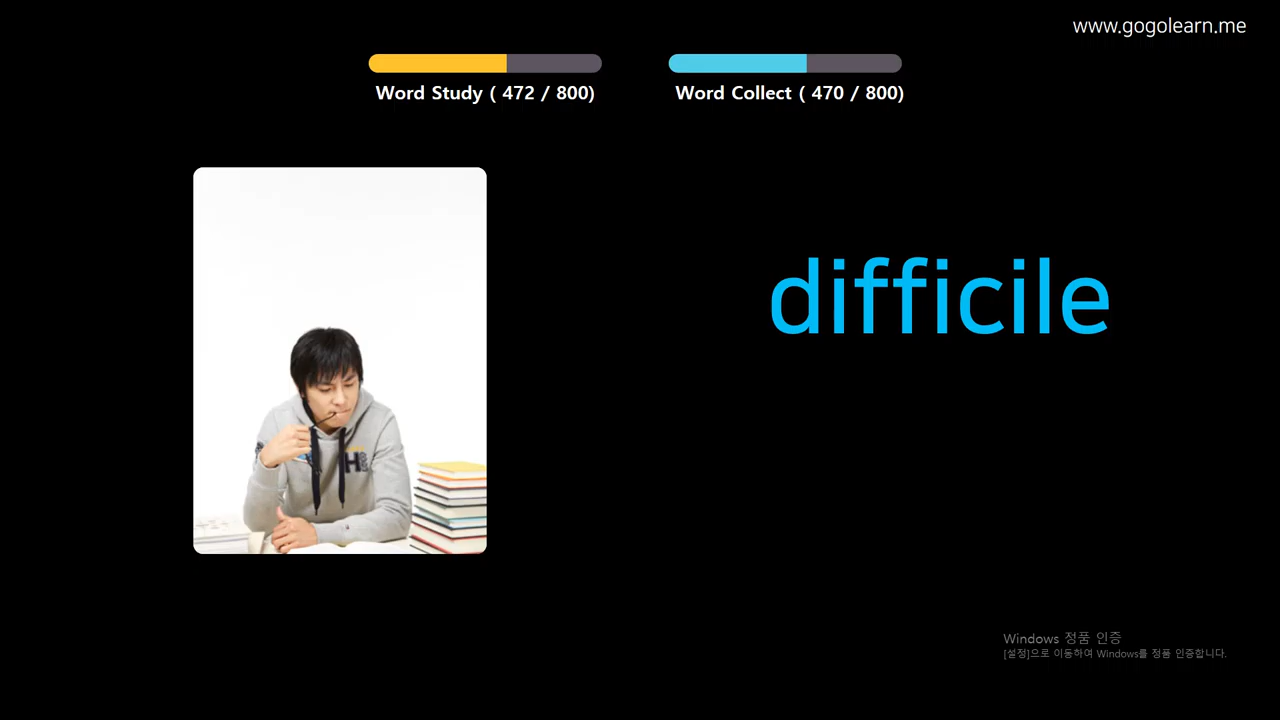 www.gogolearn.me
Word Study ( 472 / 800)
Word Collect ( 470 / 800)
difficile
H
Windows 정품 인증
[설정]으로 이동하여 Windows를 정품 인증합니다.